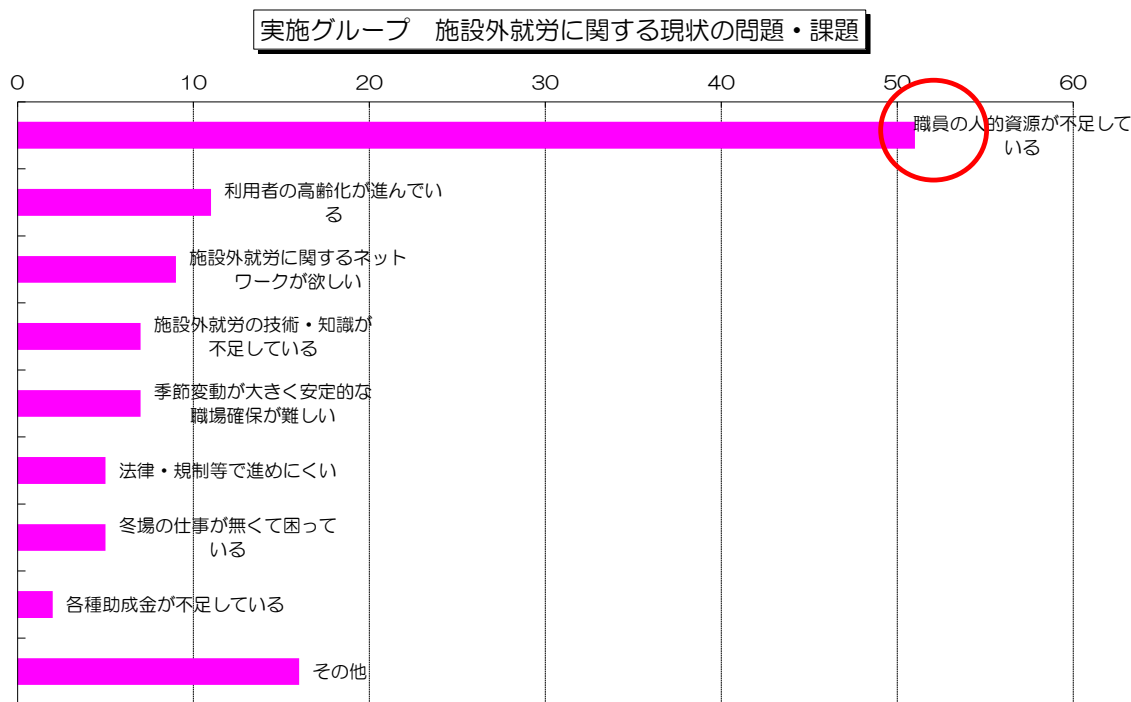 実施グループ　施設外就労に関する現状の問題・課題
0 10 20 30 40 50 60
職員の人的資源が不足して
いる
利用者の高齢化が進んでい
る
施設外就労に関するネット
ワークが欲しい
施設外就労の技術・知識が
不足している
季節変動が大きく安定的な
職場確保が難しい
法律・規制等で進めにくい
冬場の仕事が無くて困って
いる
各種助成金が不足している
その他